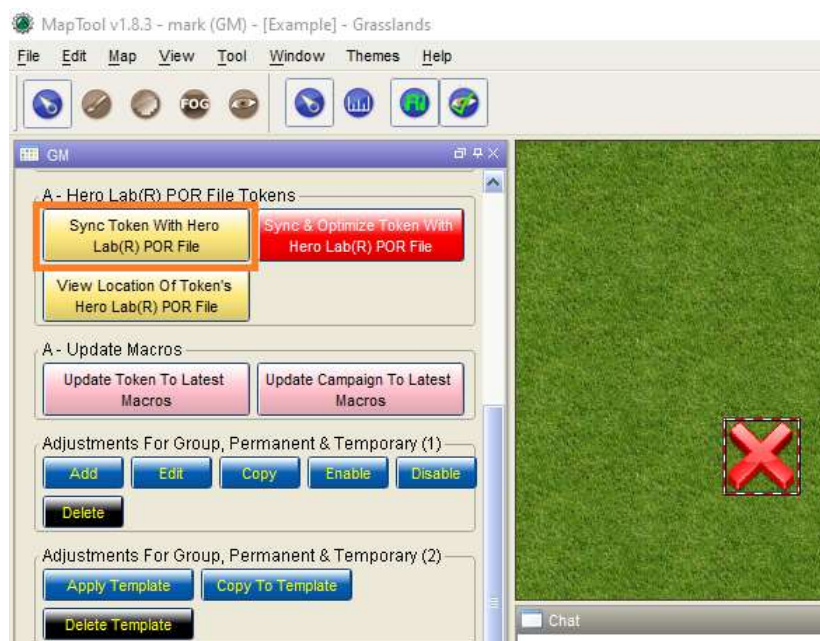 MapTool v1.8.3 - mark (GM) - [Example] - Grasslands
File Edit Map View Tool Window Themes Help
FOG
GM
A - Hero Lab(R) POR File Tokens
Sync Token With Hero
Lab(R) POR File
Sync & Optimize Token With
Hero Lab(R) POR File
View Location Of Token's
Hero Lab(R) POR File
A - Update Macros
Update Token To Latest
Macros
Update Campaign To Latest
Macros
Adjustments For Group, Permanent & Temporary (1)
Add Edit Copy Enable Disable
Delete
Adjustments For Group, Permanent & Temporary (2)
Apply Template Copy To Template
Delete Template
Chat